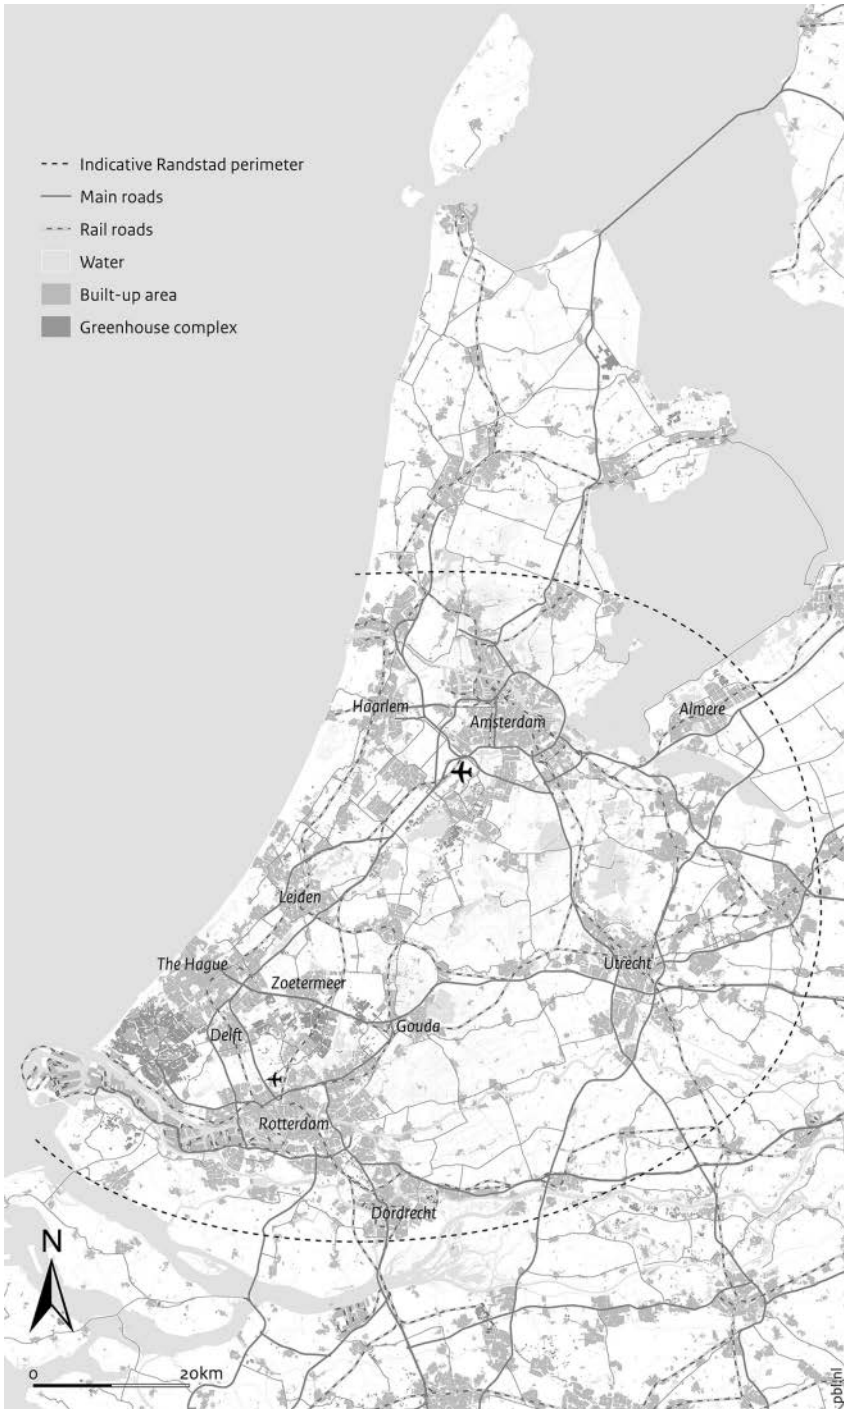 Indicative Randstad perimeter
Main roads
Rail roads
Water
Built-up area
Greenhouse complex
Haarlem
Amsterdam
Almere
Leiden
The Hague
Zoetermeer
Utrecht
Delft
Gouda
Rotterdam
Dordrecht
N
0 20km
pbl.nl